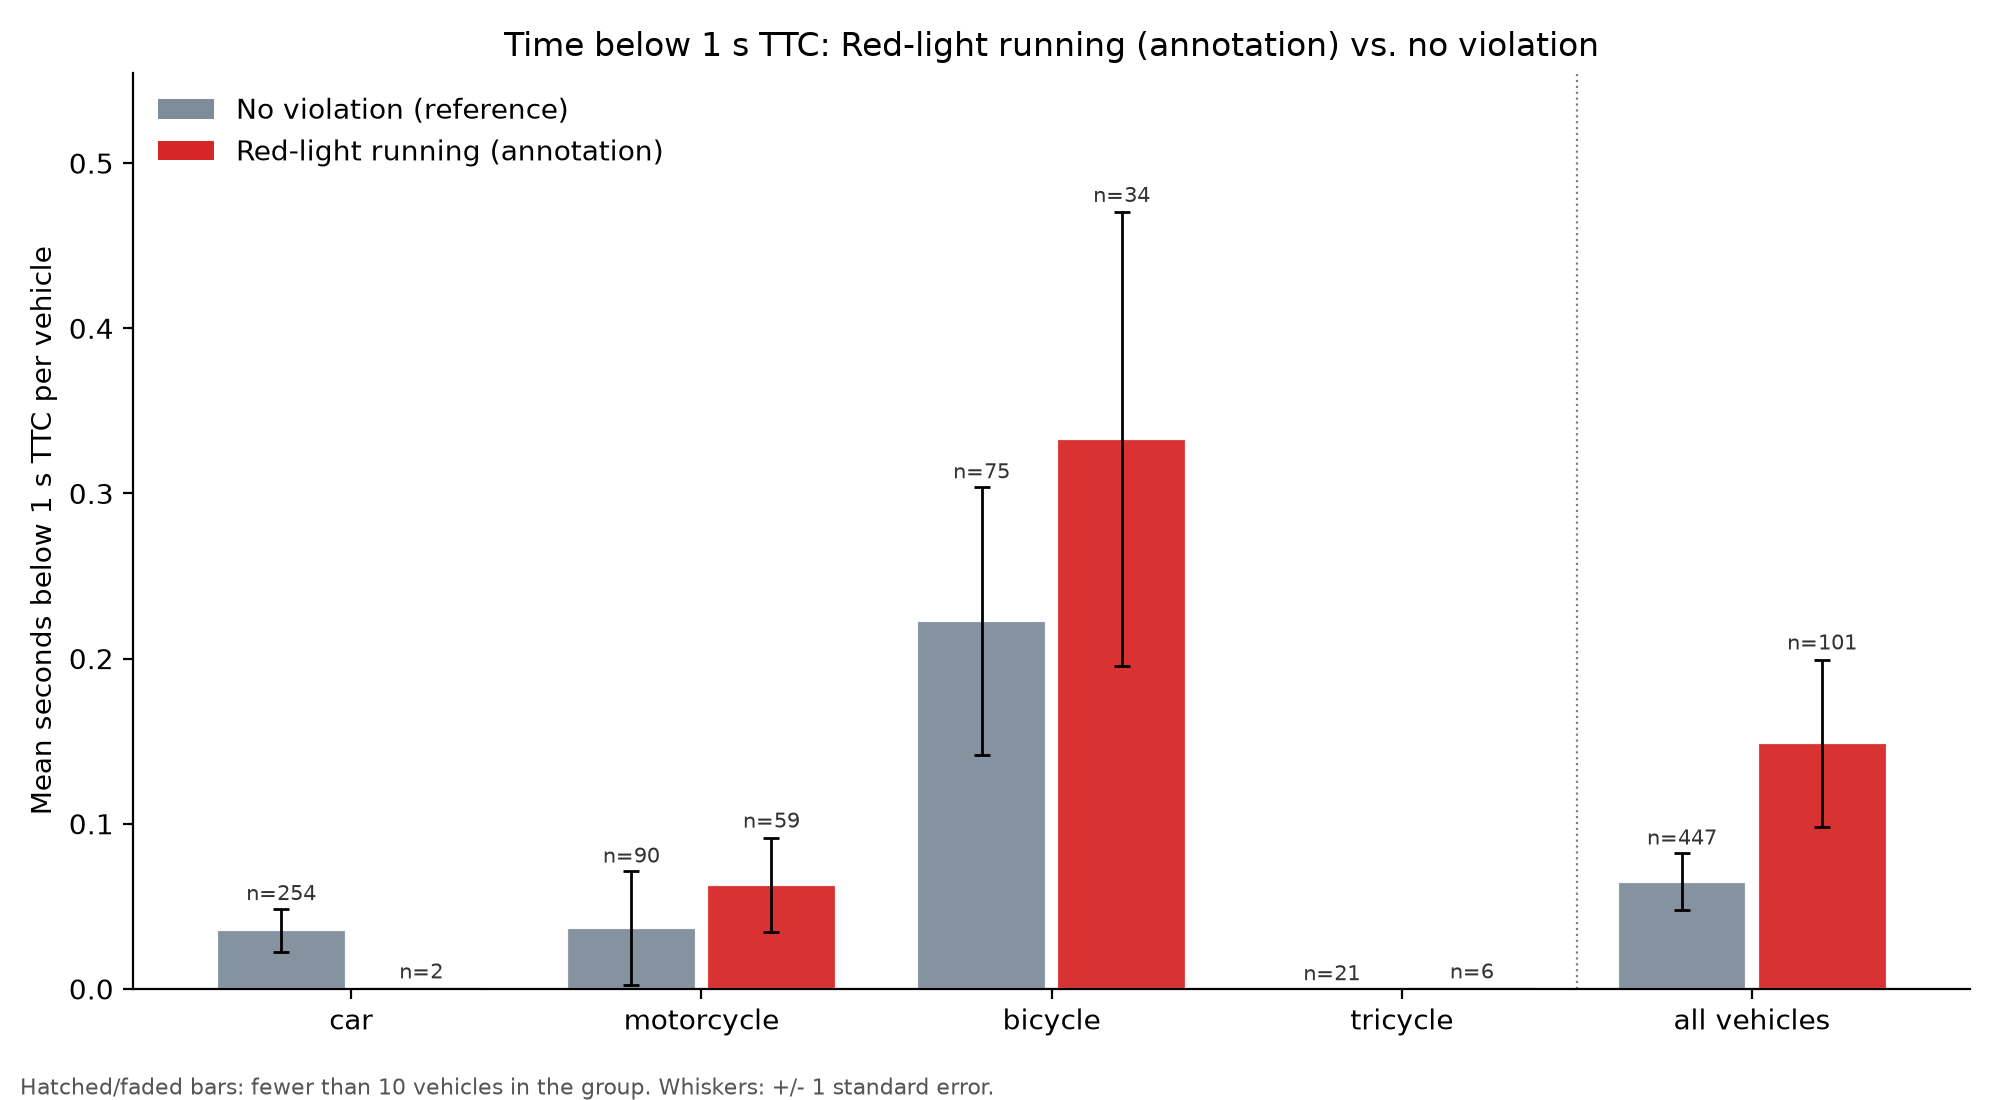 Time below 1 s TTC: Red-light running (annotation) vs. no violation
No violation (reference)
Red-light running (annotation)
Mean seconds below 1 s TTC per vehicle
0.5
0.4
0.3
0.2
0.1
0.0
n=254
n=2
n=90
n=59
n=75
n=34
n=21
n=6
n=447
n=101
car
motorcycle
bicycle
tricycle
all vehicles
Hatched/faded bars: fewer than 10 vehicles in the group. Whiskers: +/- 1 standard error.